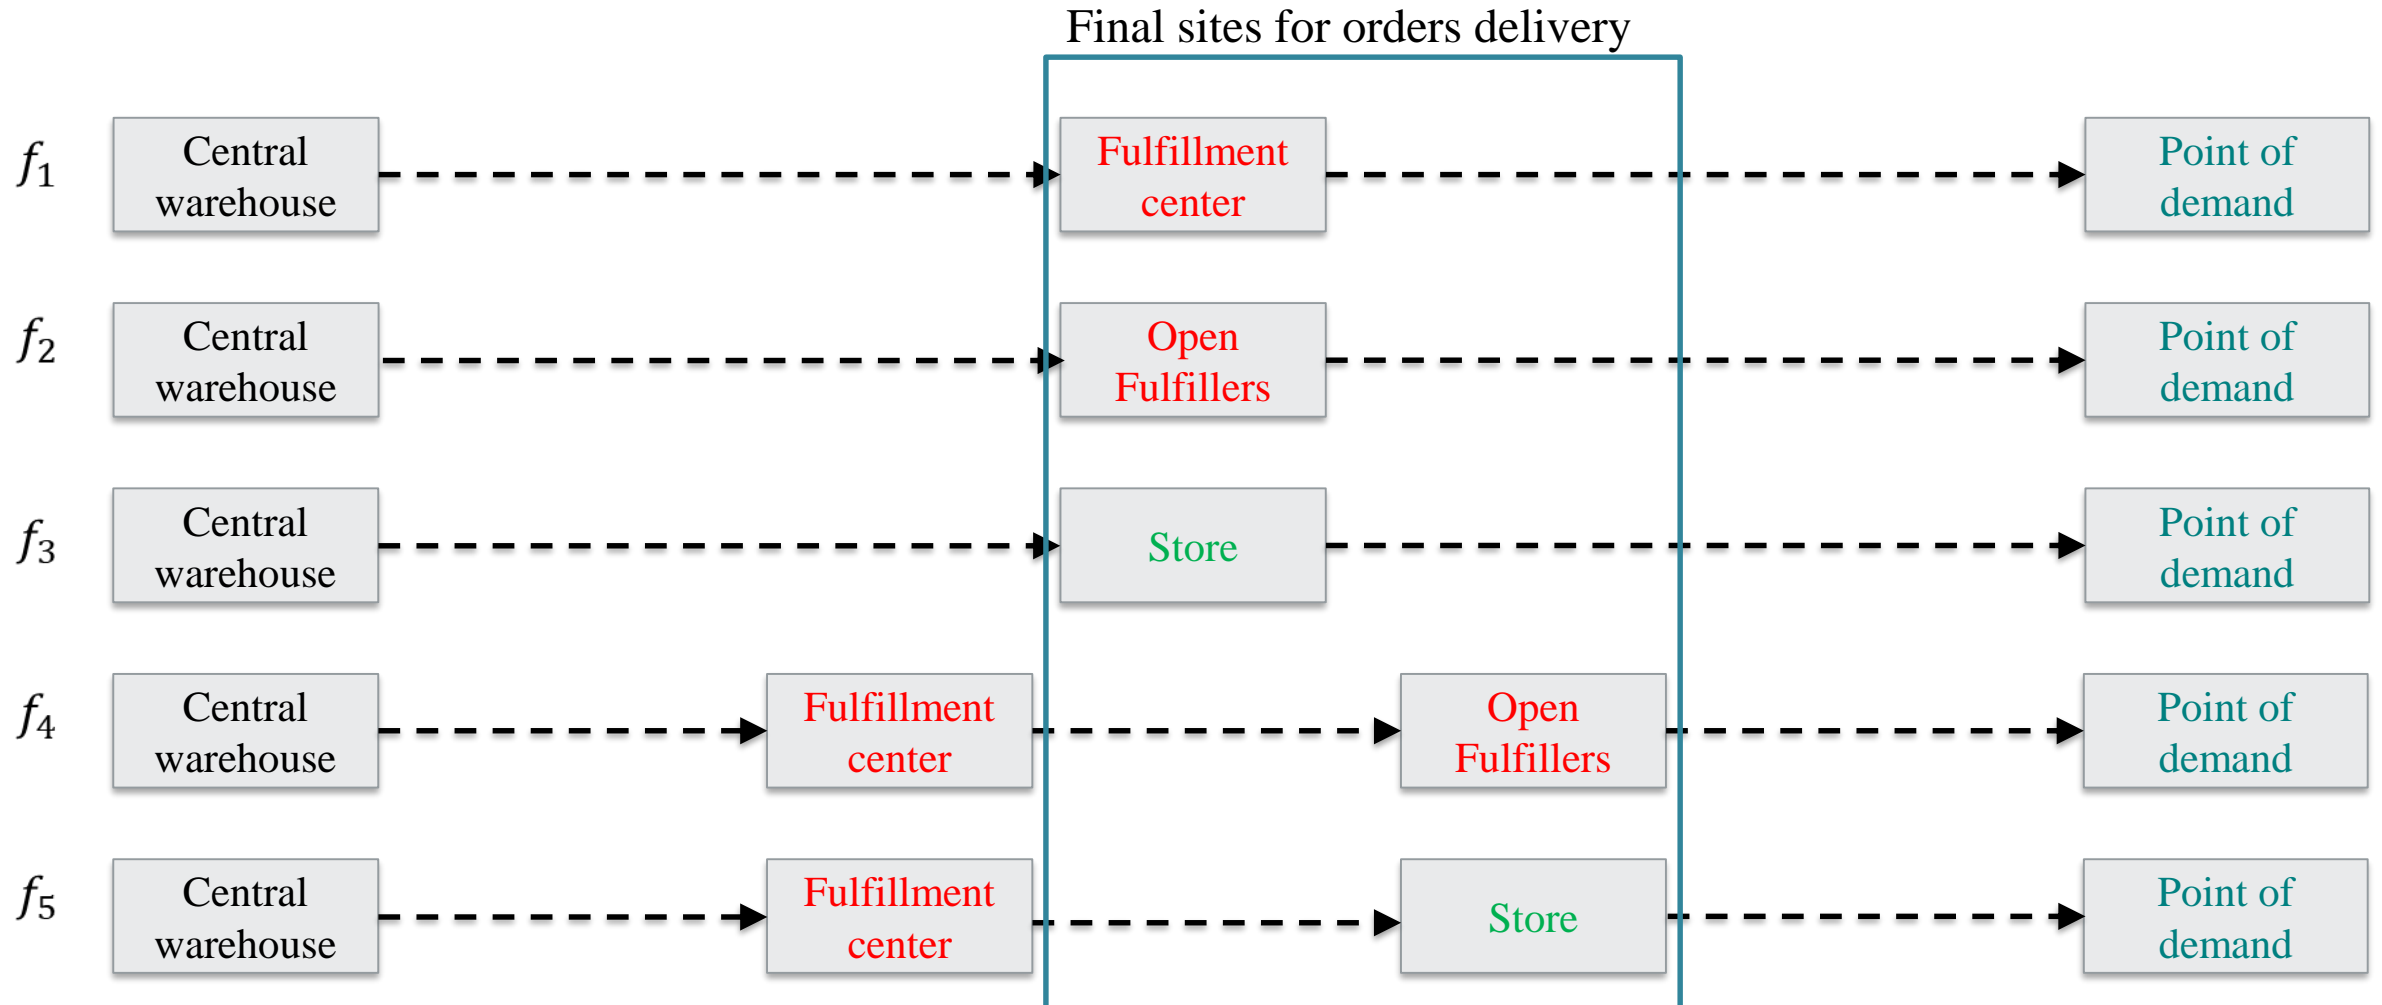 Final sites for orders delivery
f₁
Central
warehouse
Fulfillment
center
Point of
demand
f₂
Central
warehouse
Open
Fulfillers
Point of
demand
f₃
Central
warehouse
Store
Point of
demand
f₄
Central
warehouse
Fulfillment
center
Open
Fulfillers
Point of
demand
f₅
Central
warehouse
Fulfillment
center
Store
Point of
demand